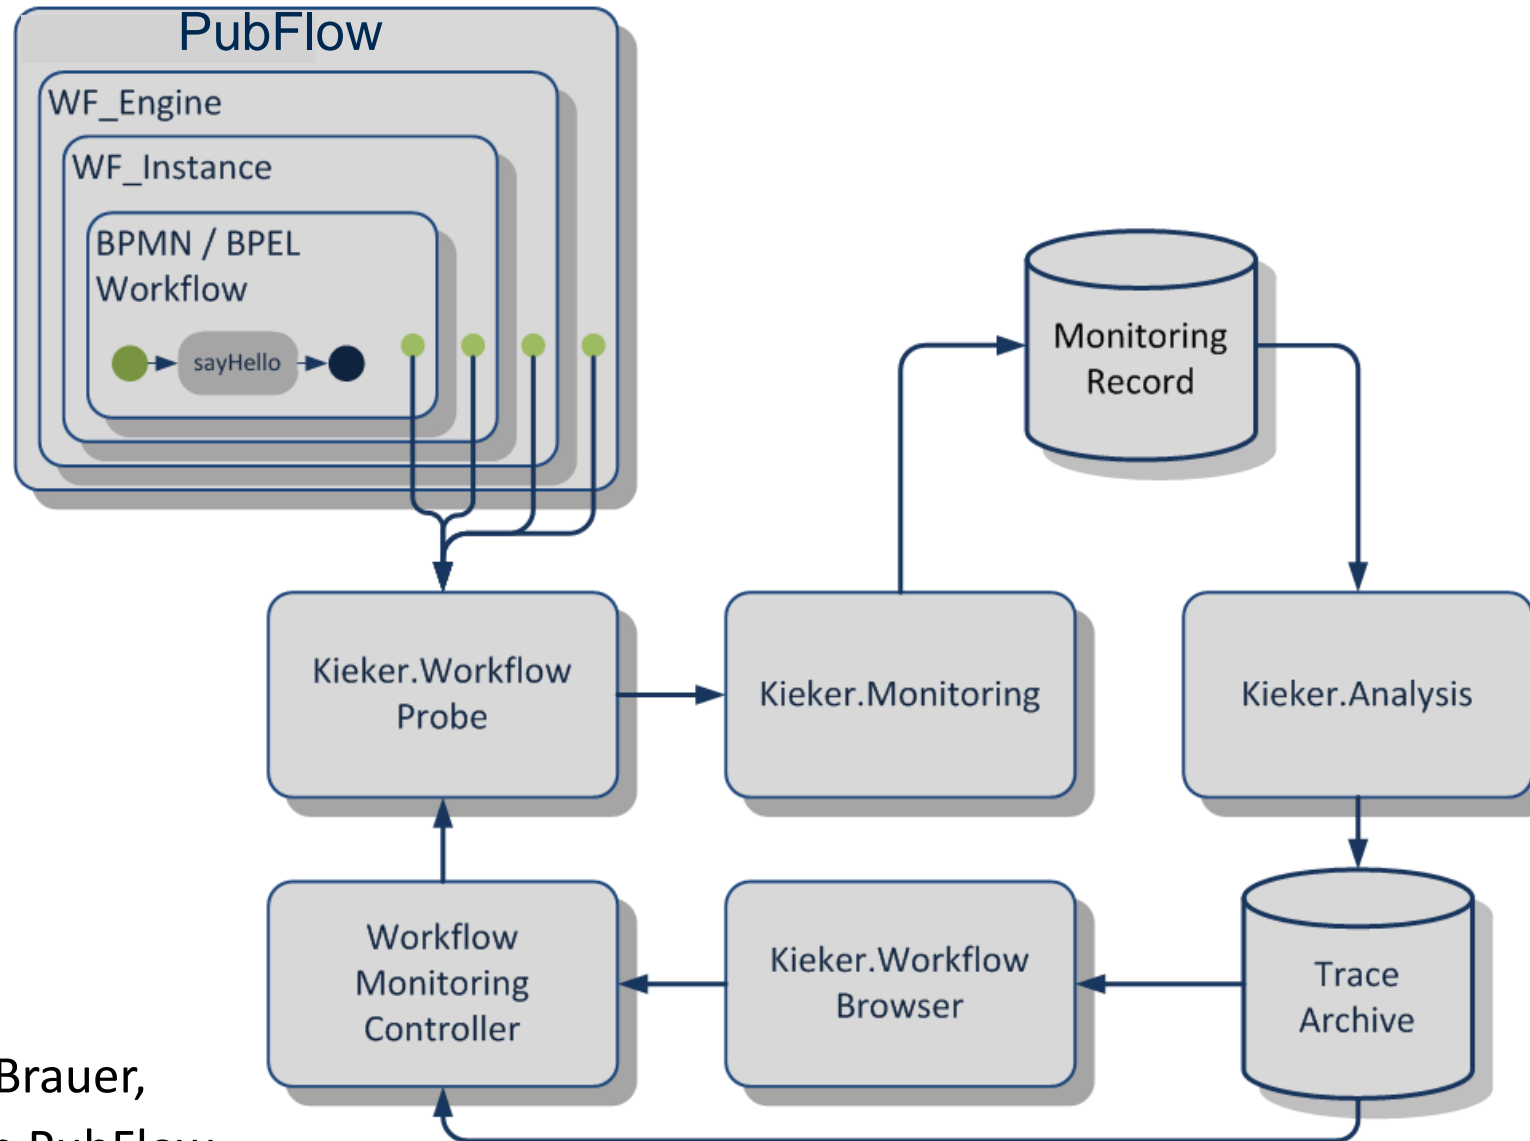 PubFlow
WF_Engine
WF_Instance
BPMN / BPEL
Workflow
sayHello
Monitoring
Record
Kieker.Workflow
Probe
Kieker.Monitoring
Kieker.Analysis
Workflow
Monitoring
Controller
Kieker.Workflow
Browser
Trace
Archive
Brauer,
PubFlow